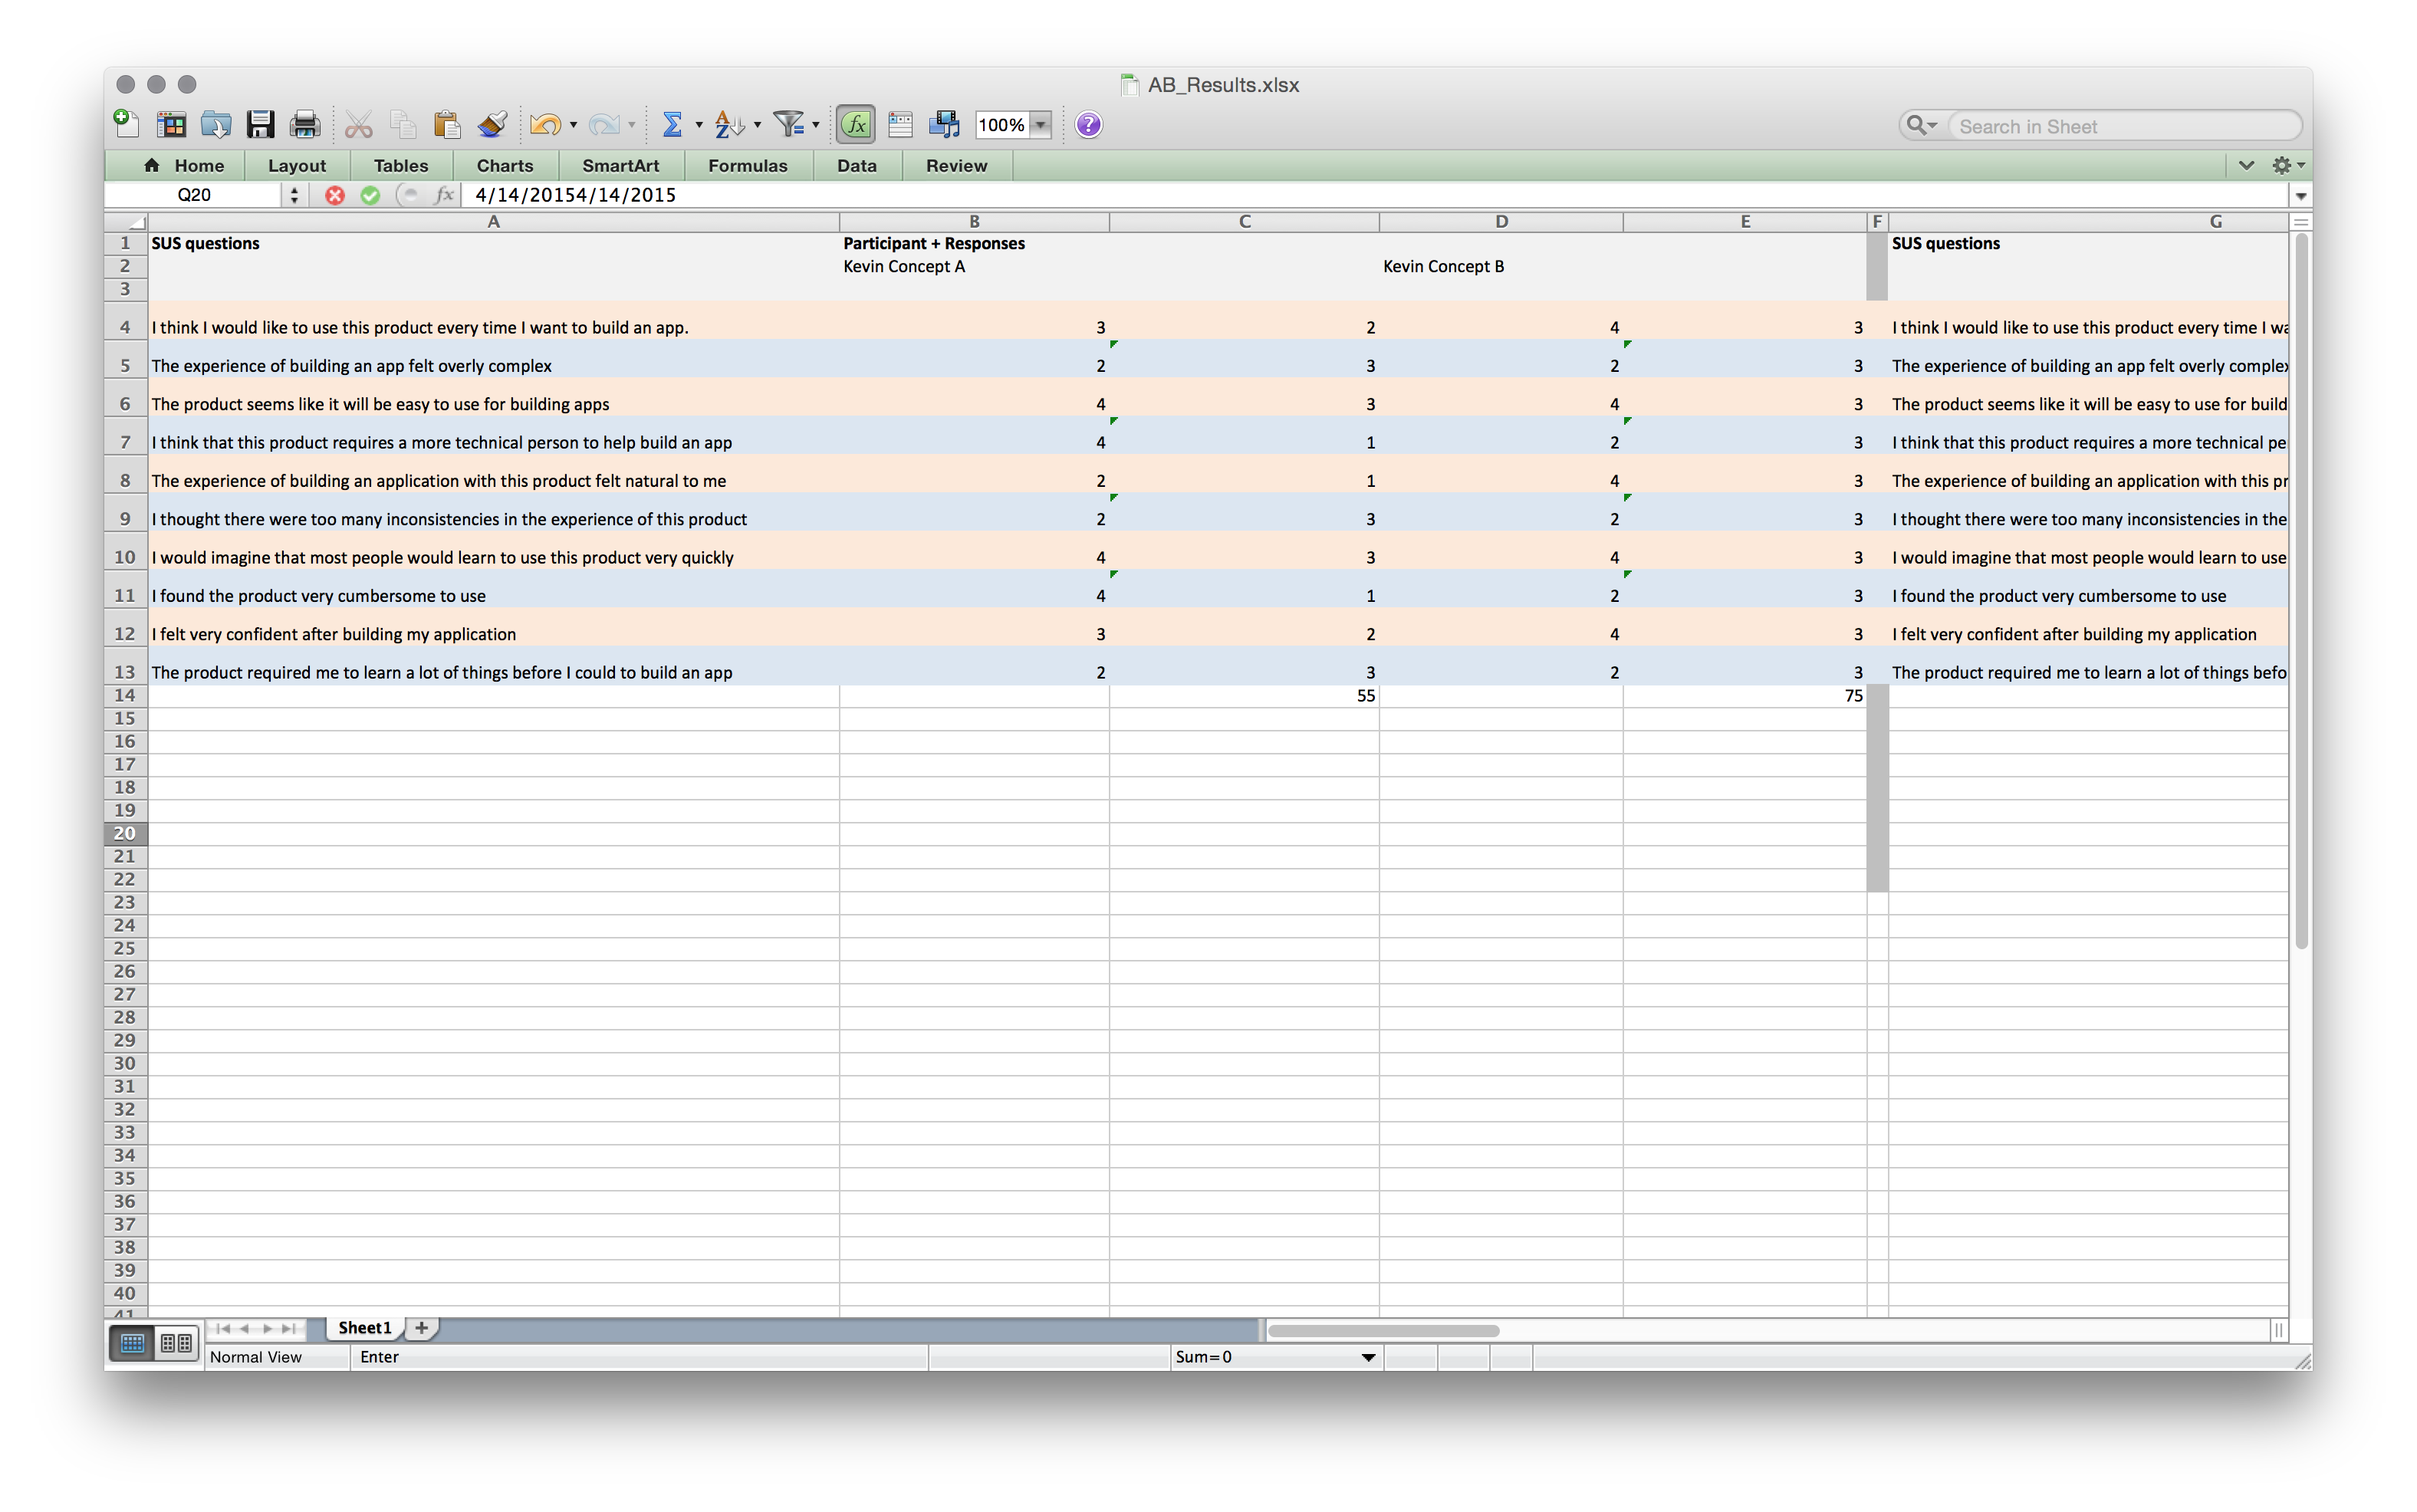 AB_Results.xlsx
100%
Search in Sheet
Home Layout Tables Charts SmartArt Formulas Data Review
Q20 fx 4/14/20154/14/2015
A B C D E F G
1 SUS questions Participant + Responses SUS questions
2 Kevin Concept A Kevin Concept B
3
4 I think I would like to use this product every time I want to build an app. 3 2 4 3 I think I would like to use this product every time I wa
5 The experience of building an app felt overly complex 2 3 2 3 The experience of building an app felt overly complex
6 The product seems like it will be easy to use for building apps 4 3 4 3 The product seems like it will be easy to use for build
7 I think that this product requires a more technical person to help build an app 4 1 2 3 I think that this product requires a more technical pe
8 The experience of building an application with this product felt natural to me 2 1 4 3 The experience of building an application with this pr
9 I thought there were too many inconsistencies in the experience of this product 2 3 2 3 I thought there were too many inconsistencies in the
10 I would imagine that most people would learn to use this product very quickly 4 3 4 3 I would imagine that most people would learn to use
11 I found the product very cumbersome to use 4 1 2 3 I found the product very cumbersome to use
12 I felt very confident after building my application 3 2 4 3 I felt very confident after building my application
13 The product required me to learn a lot of things before I could to build an app 2 3 2 3 The product required me to learn a lot of things befo
14 55 75
15
16
17
18
19
20
21
22
23
24
25
26
27
28
29
30
31
32
33
34
35
36
37
38
39
40
41
Sheet1
Normal View Enter Sum=0